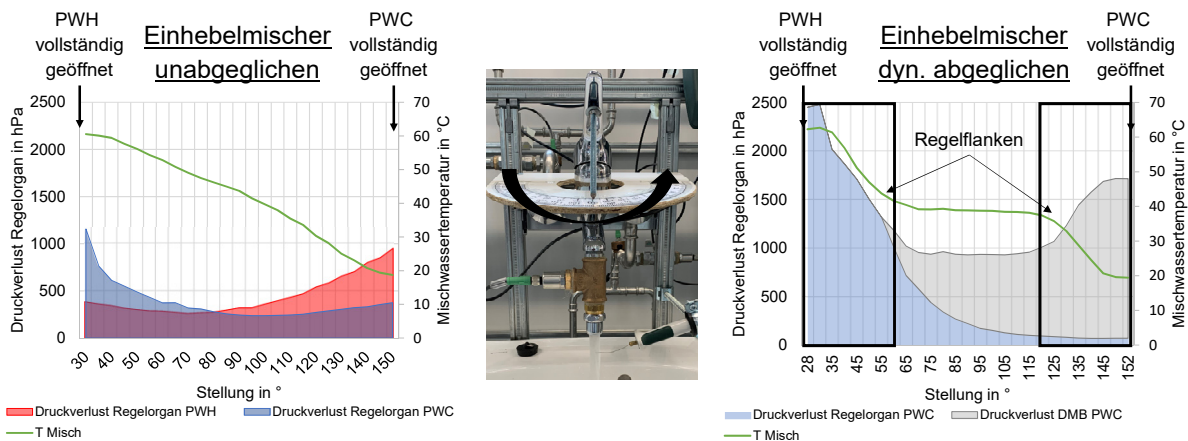 PWH
vollständig
geöffnet
Einhebelmischer
unabgeglichen
PWC
vollständig
geöffnet
Druckverlust Regelorgan in hPa
2500
2000
1500
1000
500
0
70
60
50
40
30
20
10
0
Mischwassertemperatur in °C
30 40 50 60 70 80 90 100 110 120 130 140 150
Stellung in °
Druckverlust Regelorgan PWH
Druckverlust Regelorgan PWC
T Misch
PWH
vollständig
geöffnet
Einhebelmischer
dyn. abgeglichen
PWC
vollständig
geöffnet
Druckverlust Regelorgan in hPa
2500
2000
1500
1000
500
0
Regelflanken
70
60
50
40
30
20
10
0
Mischwassertemperatur in °C
28 35 45 55 65 75 85 95 105 115 125 135 145 152
Stellung in °
Druckverlust Regelorgan PWC
Druckverlust DMB PWC
T Misch